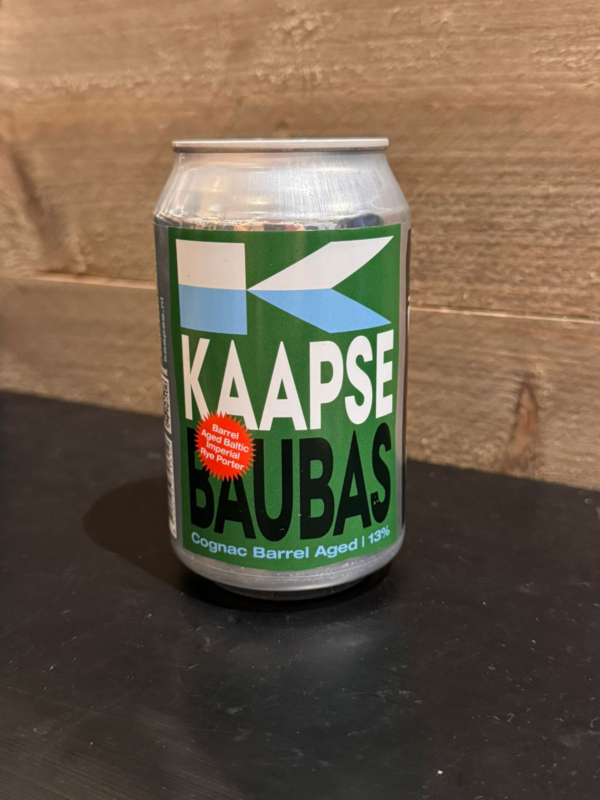 KAAPSE
BAUBAS
Barrel
Aged Baltic
Imperial
Rye Porter
Cognac Barrel Aged | 13%